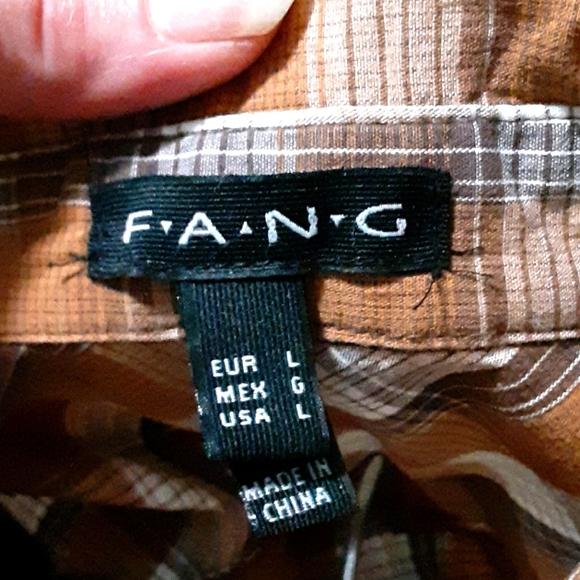 F▾A▴N▾G
EUR L
MEX G
USA L
MADE IN
CHINA